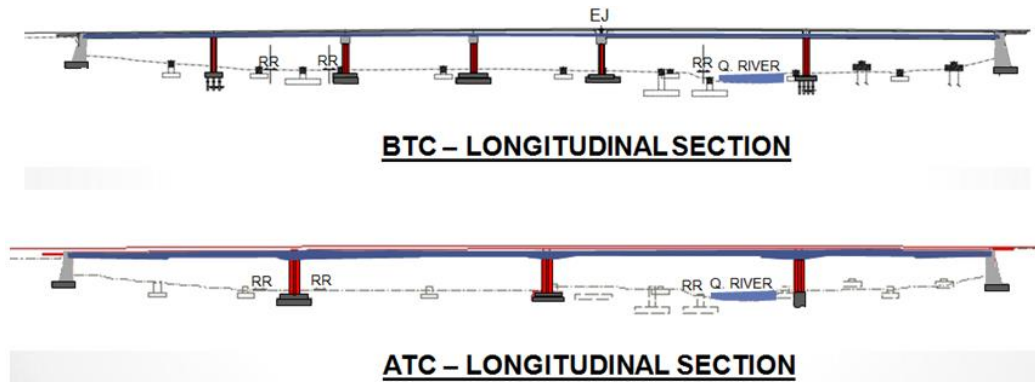 EJ
RR RR RR Q. RIVER
BTC – LONGITUDINAL SECTION
RR RR RR Q. RIVER
ATC – LONGITUDINAL SECTION